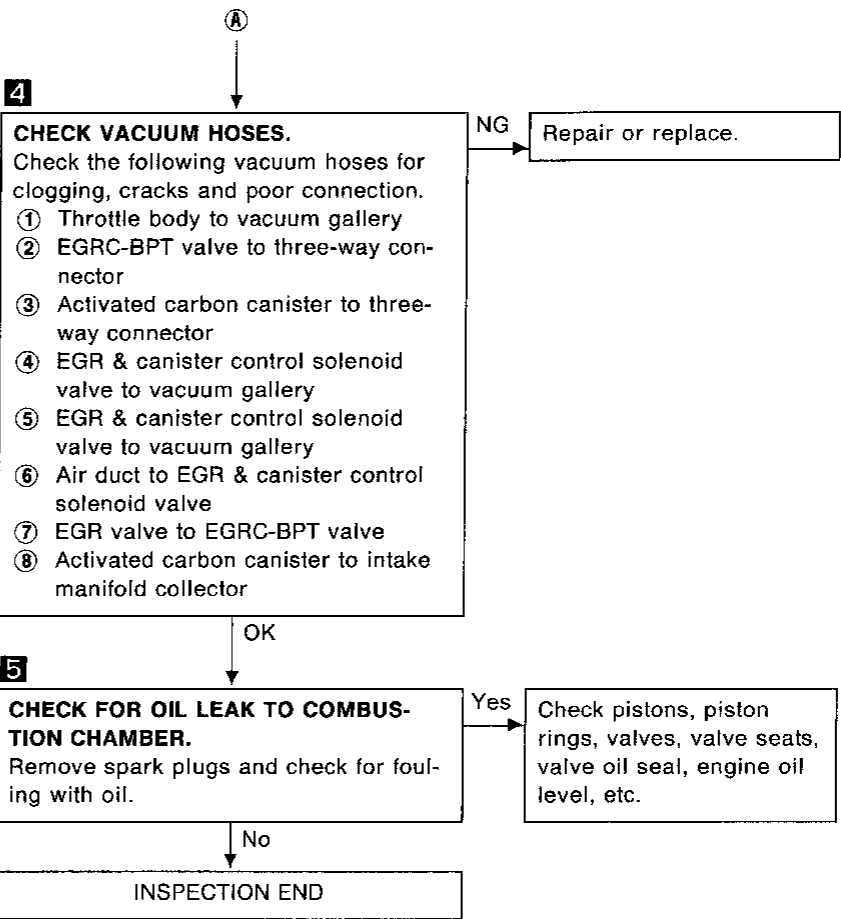 Ⓐ
4
CHECK VACUUM HOSES.
Check the following vacuum hoses for
clogging, cracks and poor connection.
① Throttle body to vacuum gallery
② EGRC-BPT valve to three-way con-
nector
③ Activated carbon canister to three-
way connector
④ EGR & canister control solenoid
valve to vacuum gallery
⑤ EGR & canister control solenoid
valve to vacuum gallery
⑥ Air duct to EGR & canister control
solenoid valve
⑦ EGR valve to EGRC-BPT valve
⑧ Activated carbon canister to intake
manifold collector
NG
Repair or replace.
OK
5
CHECK FOR OIL LEAK TO COMBUS-
TION CHAMBER.
Remove spark plugs and check for foul-
ing with oil.
Yes
Check pistons, piston
rings, valves, valve seats,
valve oil seal, engine oil
level, etc.
No
INSPECTION END